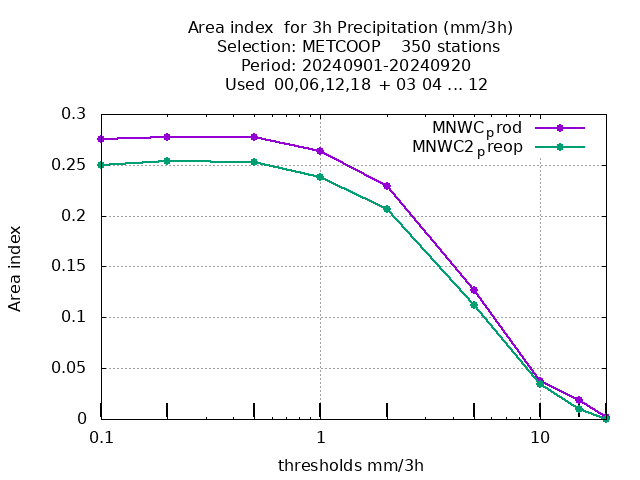 Area index  for 3h Precipitation (mm/3h)
Selection: METCOOP    350 stations
Period: 20240901-20240920
Used  00,06,12,18  + 03 04 ... 12
MNWCprod
MNWC2preop
0.3
0.25
0.2
0.15
0.1
0.05
0
Area index
0.1 1 10
thresholds mm/3h